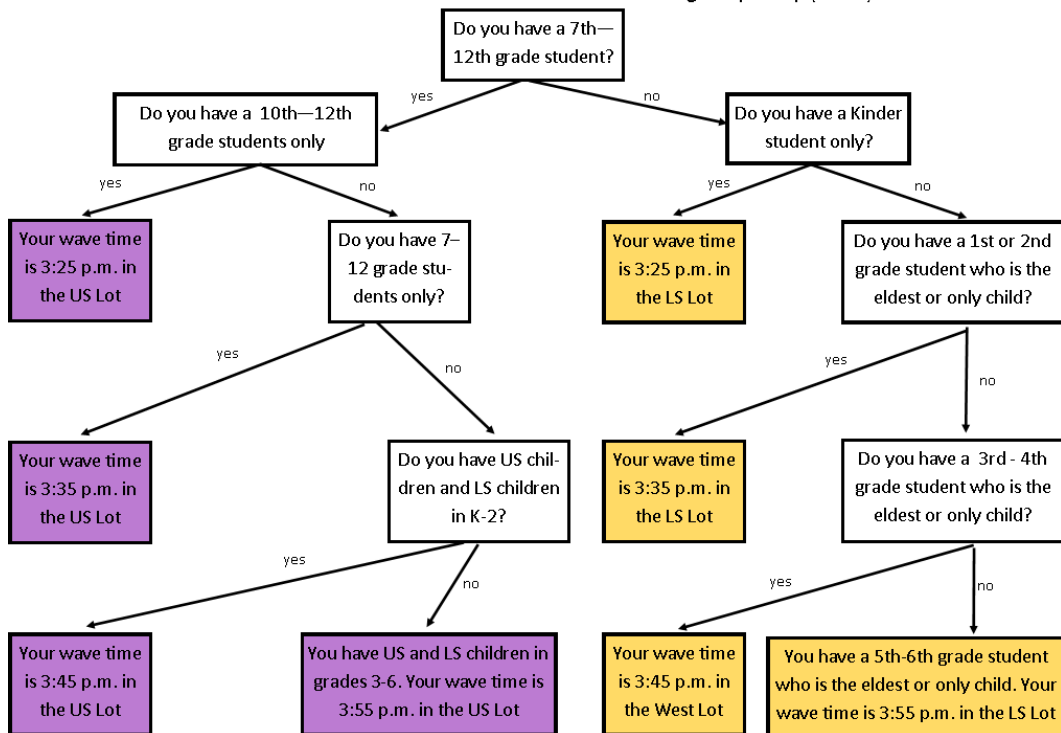 Do you have a 7th—
12th grade student?
yes
no
Do you have a 10th—12th
grade students only
Do you have a Kinder
student only?
yes
no
yes
no
Your wave time
is 3:25 p.m. in
the US Lot
Do you have 7–
12 grade stu-
dents only?
Your wave time
is 3:25 p.m. in
the LS Lot
Do you have a 1st or 2nd
grade student who is the
eldest or only child?
yes
no
yes
no
Your wave time
is 3:35 p.m. in
the US Lot
Do you have US chil-
dren and LS children
in K-2?
Your wave time
is 3:35 p.m. in
the LS Lot
Do you have a 3rd - 4th
grade student who is the
eldest or only child?
yes
no
yes
no
Your wave time
is 3:45 p.m. in
the US Lot
You have US and LS children in
grades 3-6. Your wave time is
3:55 p.m. in the US Lot
Your wave time
is 3:45 p.m. in
the West Lot
You have a 5th-6th grade student
who is the eldest or only child. Your
wave time is 3:55 p.m. in the LS Lot